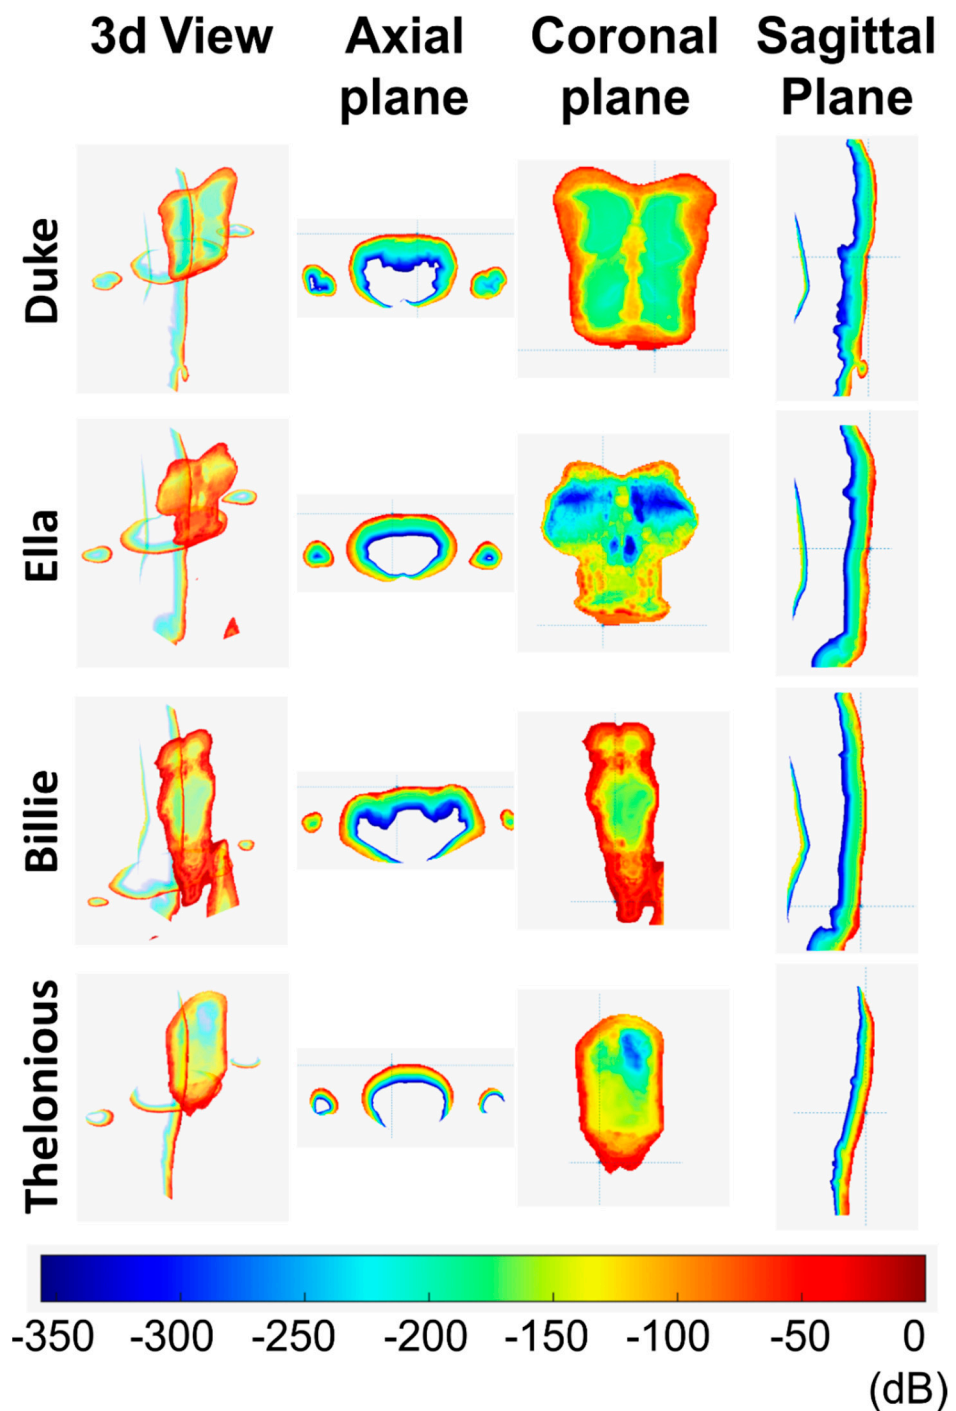 3d View Axial plane Coronal plane Sagittal Plane
Duke
Ella
Billie
Thelonious
-350 -300 -250 -200 -150 -100 -50 0
(dB)